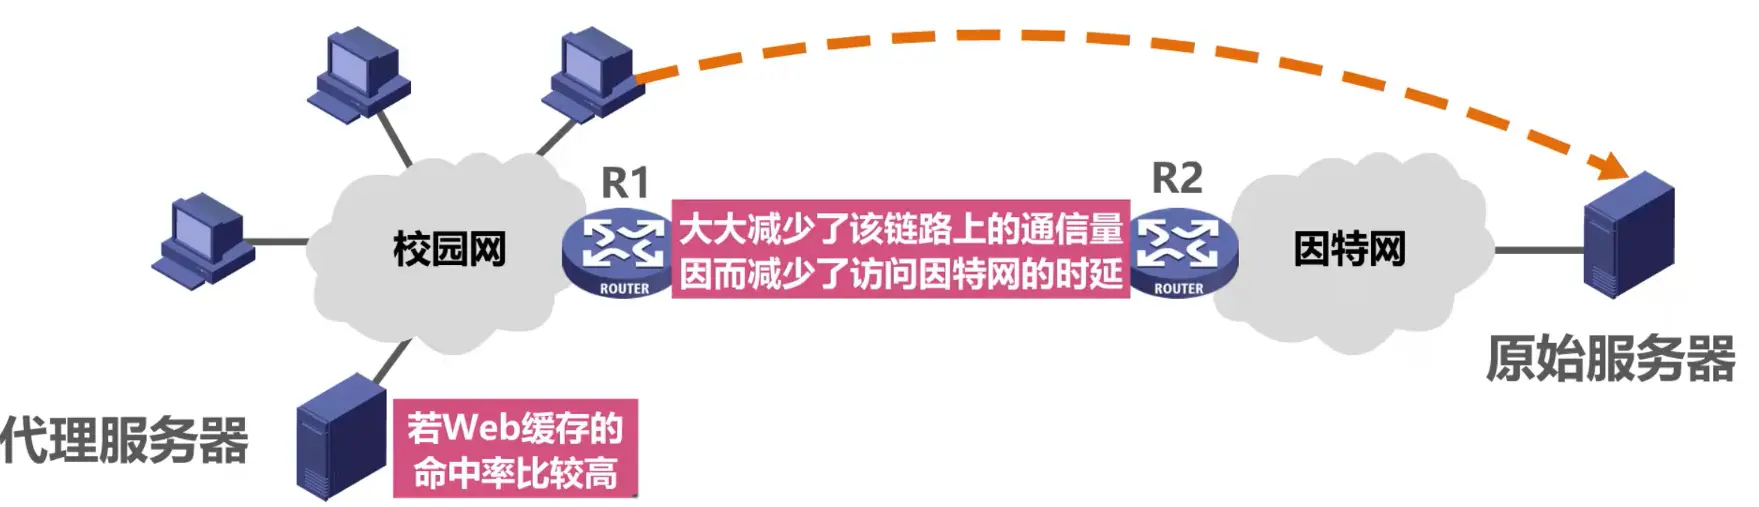 R1
R2
大大减少了该链路上的通信量
因而减少了访问因特网的时延
校园网
因特网
ROUTER
ROUTER
原始服务器
代理服务器
若Web缓存的
命中率比较高